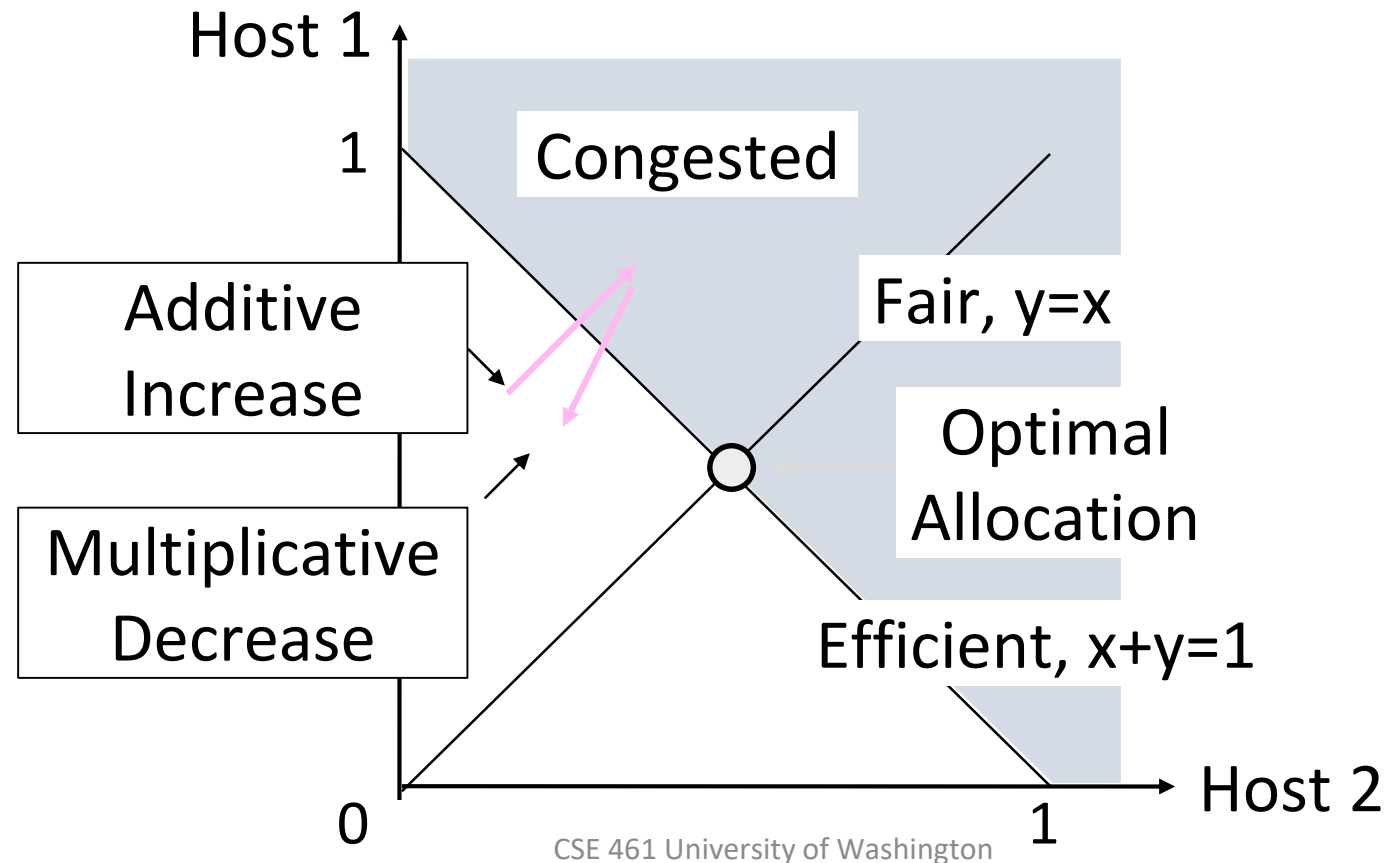 Host 1
1
Congested
Additive
Increase
Fair, y=x
Optimal
Allocation
Multiplicative
Decrease
Efficient, x+y=1
Host 2
0
1
CSE 461 University of Washington